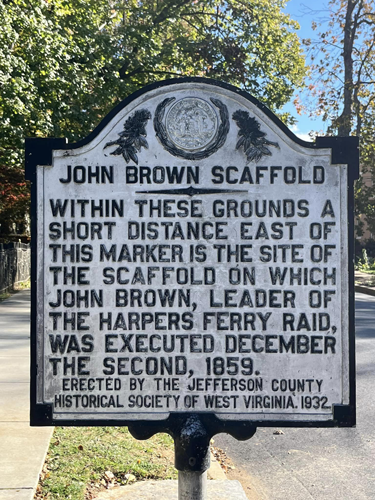 JOHN BROWN SCAFFOLD
WITHIN THESE GROUNDS A
SHORT DISTANCE EAST OF
THIS MARKER IS THE SITE OF
THE SCAFFOLD ON WHICH
JOHN BROWN, LEADER OF
THE HARPERS FERRY RAID,
WAS EXECUTED DECEMBER
THE SECOND, 1859.
ERECTED BY THE JEFFERSON COUNTY
HISTORICAL SOCIETY OF WEST VIRGINIA, 1932